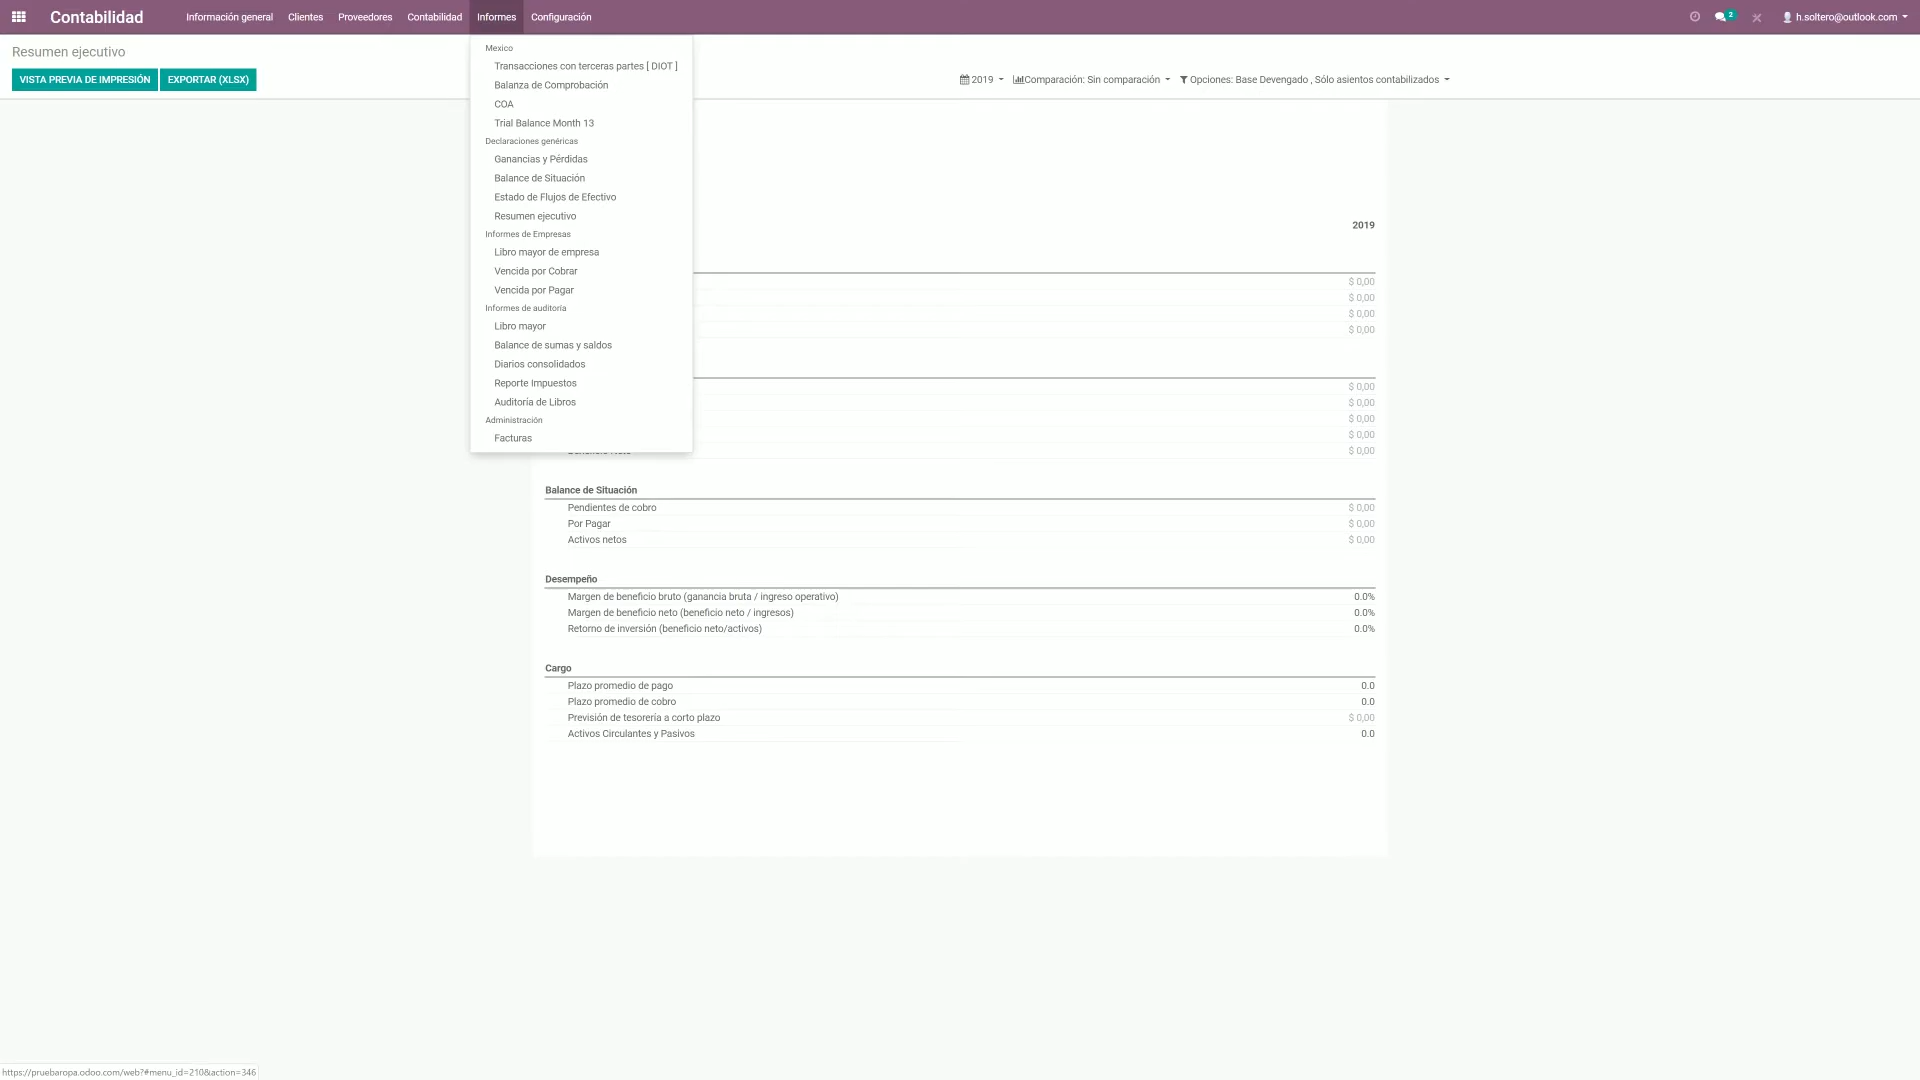 Contabilidad
Información general
Clientes
Proveedores
Contabilidad
Informes
Configuración
2
h.soltero@outlook.com
Resumen ejecutivo
VISTA PREVIA DE IMPRESIÓN
EXPORTAR (XLSX)
2019
Comparación: Sin comparación
Opciones: Base Devengado , Sólo asientos contabilizados
Mexico
Transacciones con terceras partes [ DIOT ]
Balanza de Comprobación
COA
Trial Balance Month 13
Declaraciones genéricas
Ganancias y Pérdidas
Balance de Situación
Estado de Flujos de Efectivo
Resumen ejecutivo
Informes de Empresas
Libro mayor de empresa
Vencida por Cobrar
Vencida por Pagar
Informes de auditoría
Libro mayor
Balance de sumas y saldos
Diarios consolidados
Reporte Impuestos
Auditoría de Libros
Administración
Facturas
2019
$ 0,00
$ 0,00
$ 0,00
$ 0,00
$ 0,00
$ 0,00
$ 0,00
$ 0,00
$ 0,00
Balance de Situación
Pendientes de cobro $ 0,00
Por Pagar $ 0,00
Activos netos $ 0,00
Desempeño
Margen de beneficio bruto (ganancia bruta / ingreso operativo) 0.0%
Margen de beneficio neto (beneficio neto / ingresos) 0.0%
Retorno de inversión (beneficio neto/activos) 0.0%
Cargo
Plazo promedio de pago 0.0
Plazo promedio de cobro 0.0
Previsión de tesorería a corto plazo $ 0,00
Activos Circulantes y Pasivos 0.0
https://pruebaropa.odoo.com/web?#menu_id=210&action=346